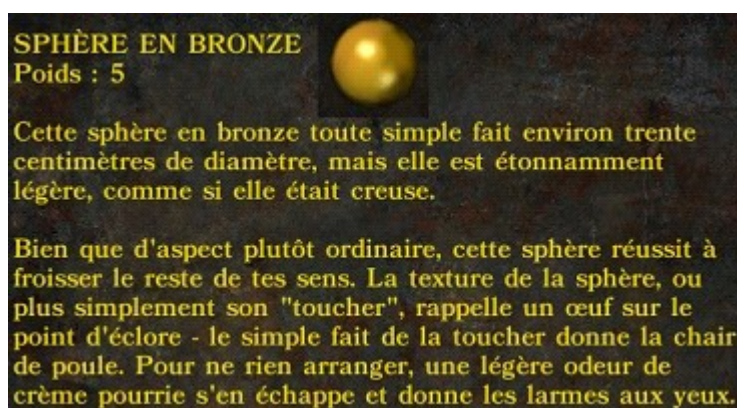 SPHÈRE EN BRONZE
Poids : 5
Cette sphère en bronze toute simple fait environ trente
centimètres de diamètre, mais elle est étonnamment
légère, comme si elle était creuse.
Bien que d'aspect plutôt ordinaire, cette sphère réussit à
froisser le reste de tes sens. La texture de la sphère, ou
plus simplement son "toucher", rappelle un œuf sur le
point d'éclore - le simple fait de la toucher donne la chair
de poule. Pour ne rien arranger, une légère odeur de
crème pourrie s'en échappe et donne les larmes aux yeux.